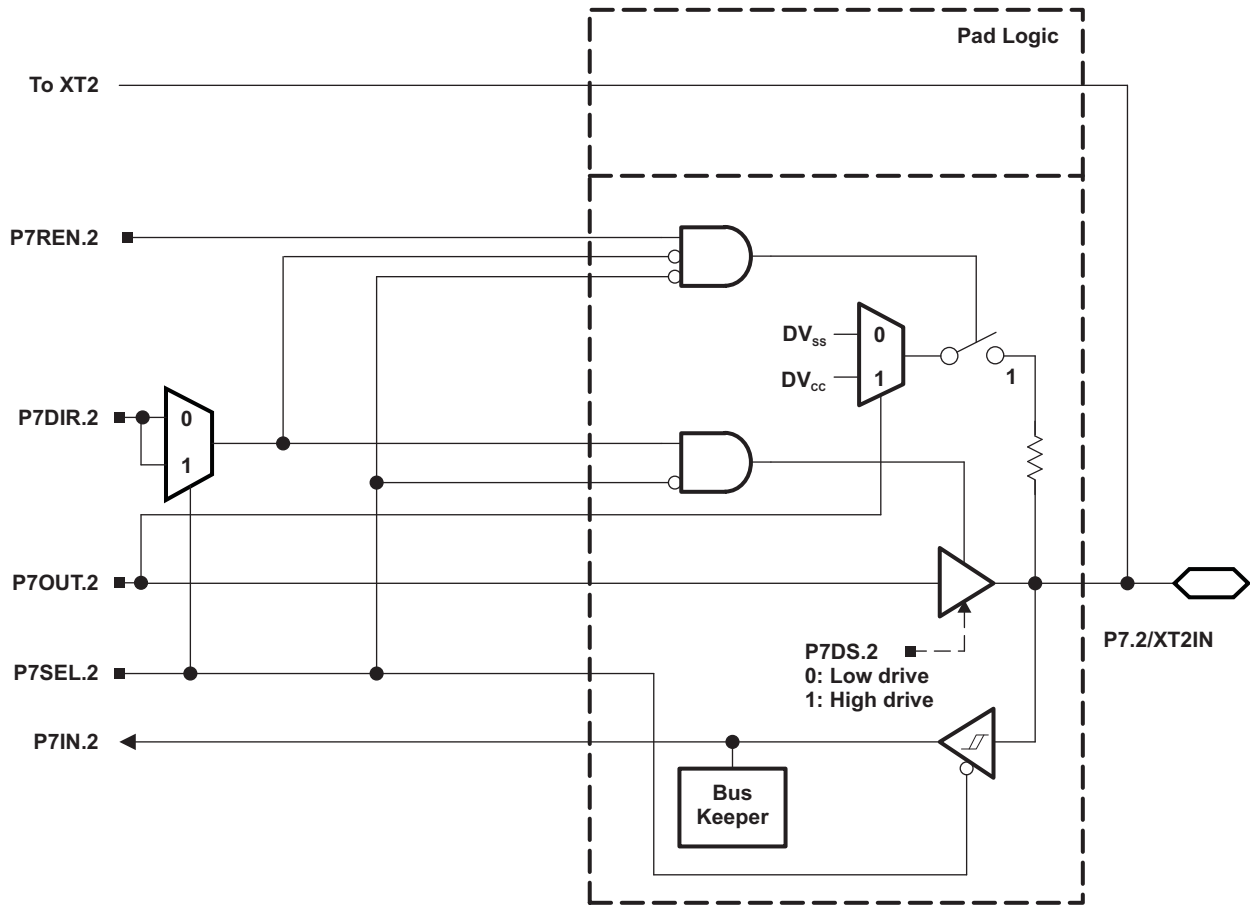 Pad Logic
To XT2
P7REN.2
DVss
0
DVcc
1
1
P7DIR.2
0
1
P7OUT.2
P7DS.2
0: Low drive
1: High drive
P7.2/XT2IN
P7SEL.2
P7IN.2
Bus
Keeper